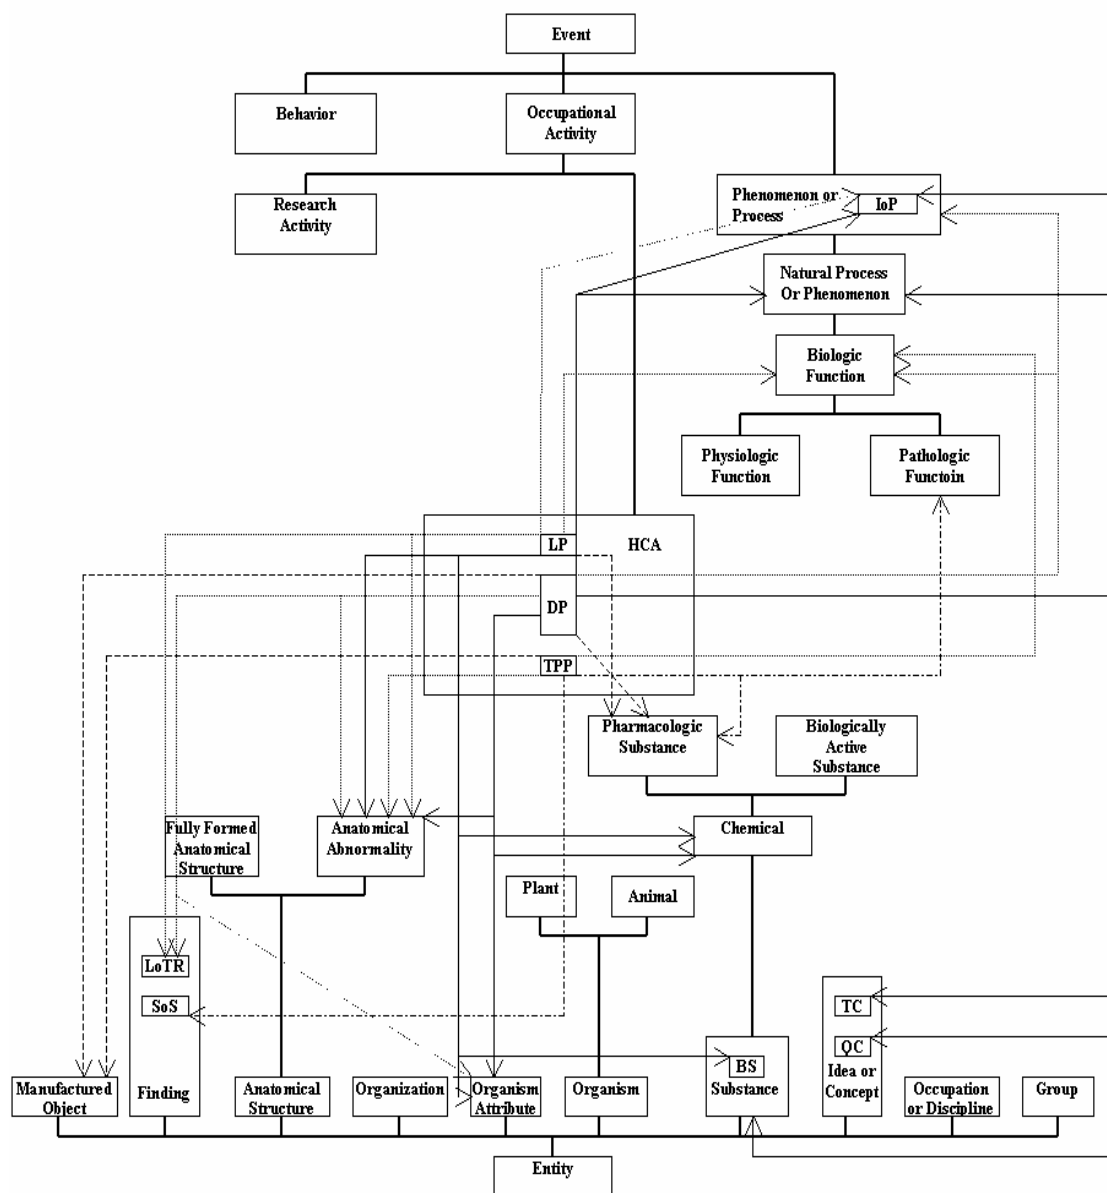 Event
Behavior
Occupational
Activity
Research
Activity
Phenomenon or
Process
IoP
Natural Process
Or Phenomenon
Biologic
Function
Physiologic
Function
Pathologic
Functoin
LP
HCA
DP
TPP
Pharmacologic
Substance
Biologically
Active
Substance
Fully Formed
Anatomical
Structure
Anatomical
Abnormality
Chemical
Plant
Animal
LoTR
SoS
TC
QC
BS
Manufactured
Object
Finding
Anatomical
Structure
Organization
Organism
Attribute
Organism
Substance
Idea or
Concept
Occupation
or Discipline
Group
Entity